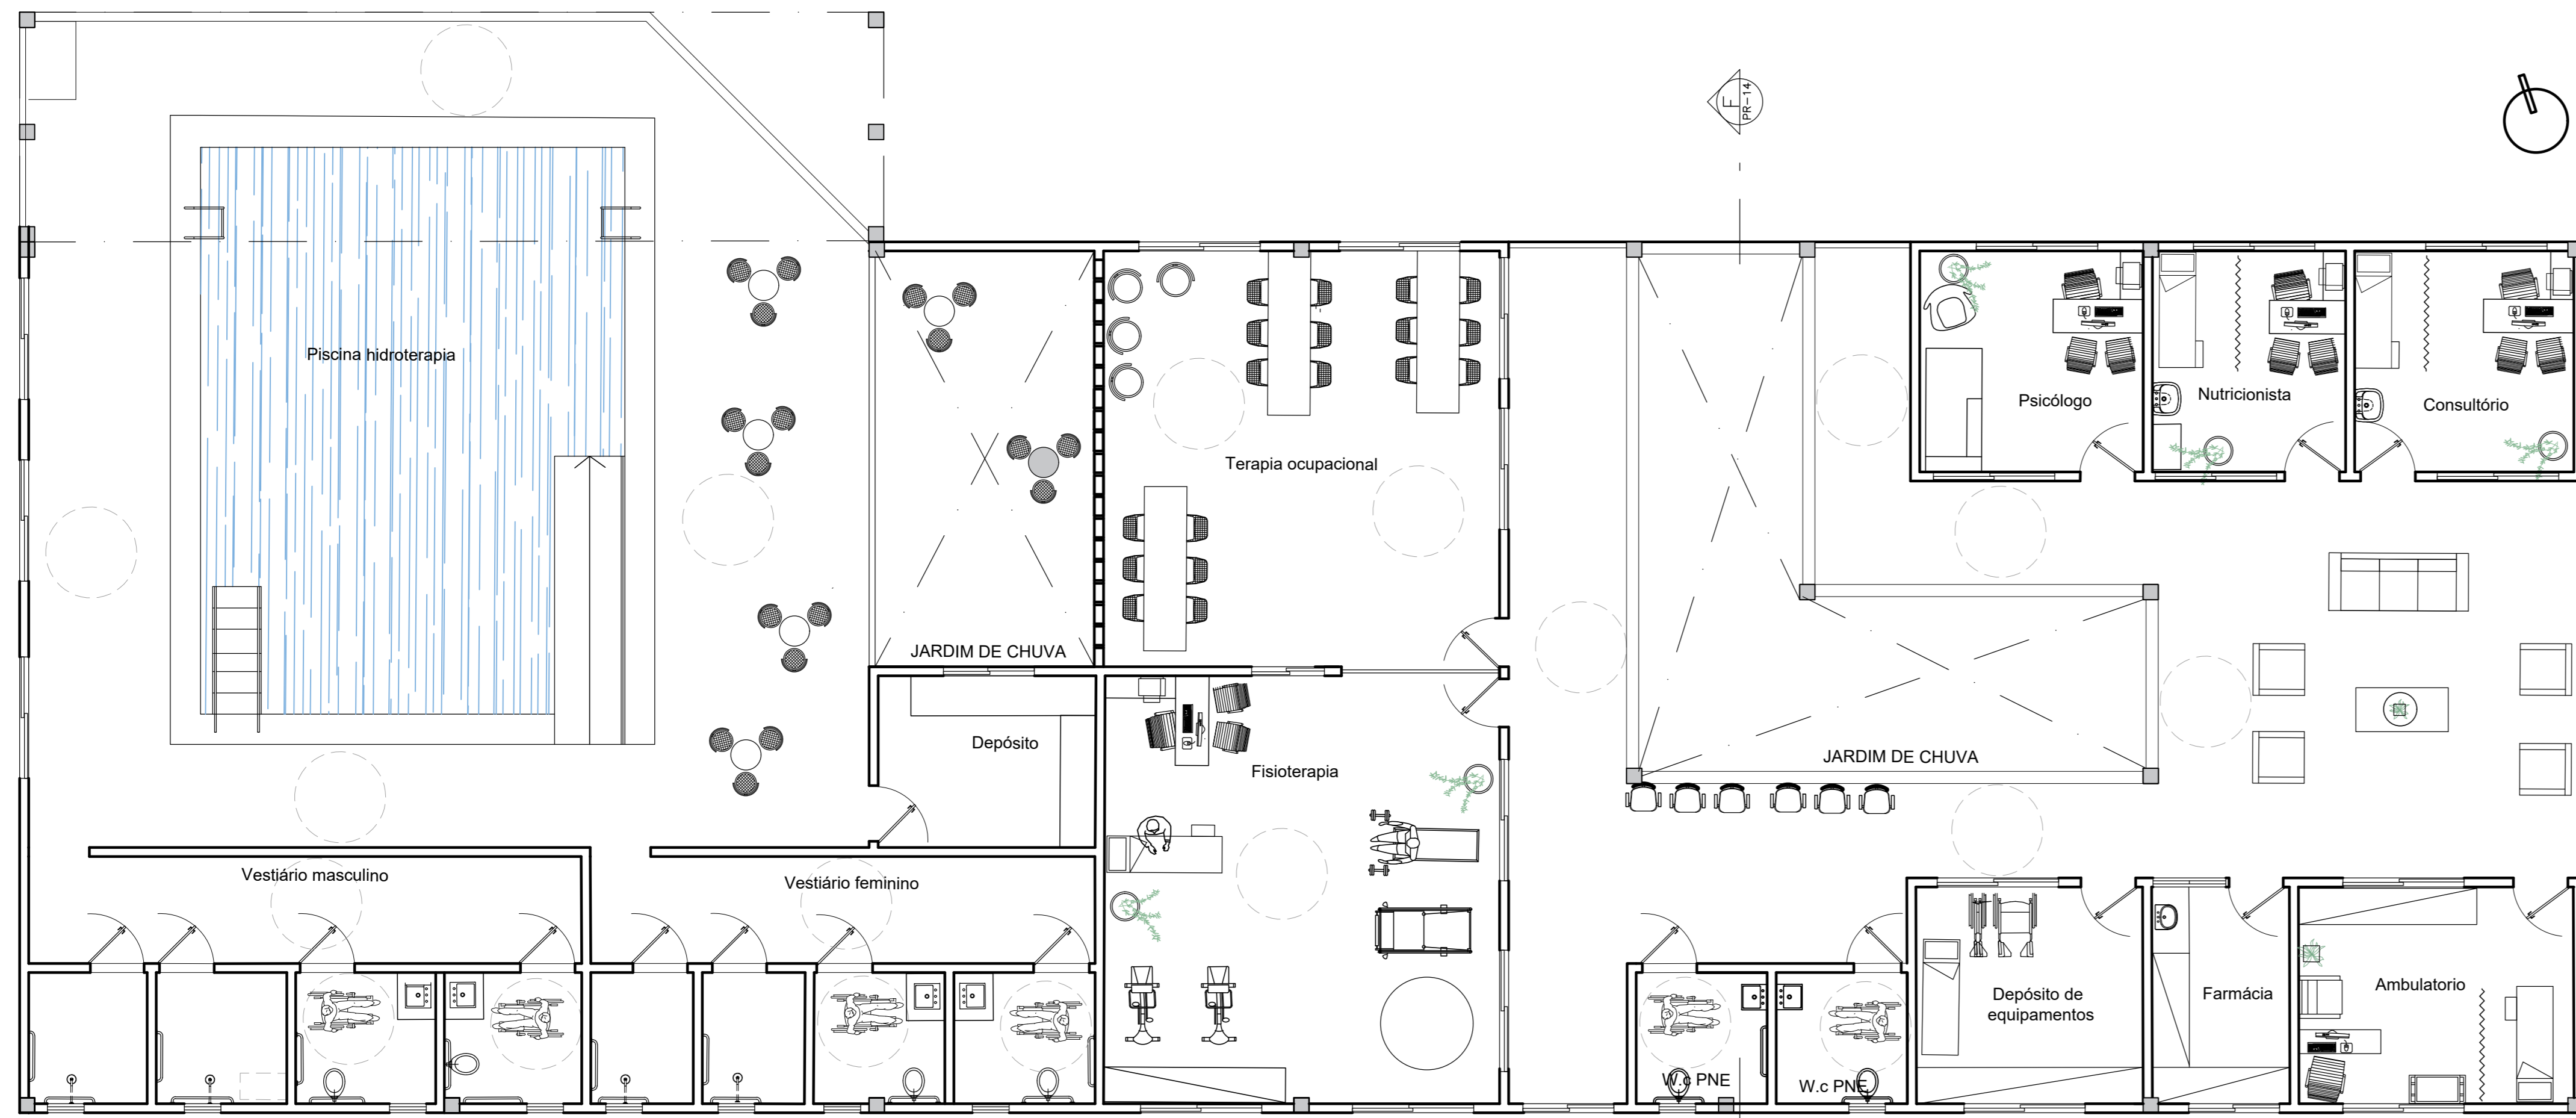 F
PR-14
Piscina hidroterapia
Psicólogo
Nutricionista
Consultório
Terapia ocupacional
JARDIM DE CHUVA
Depósito
Fisioterapia
JARDIM DE CHUVA
Vestiário masculino
Vestiário feminino
Depósito de
equipamentos
Farmácia
Ambulatorio
W.c PNE
W.c PNE